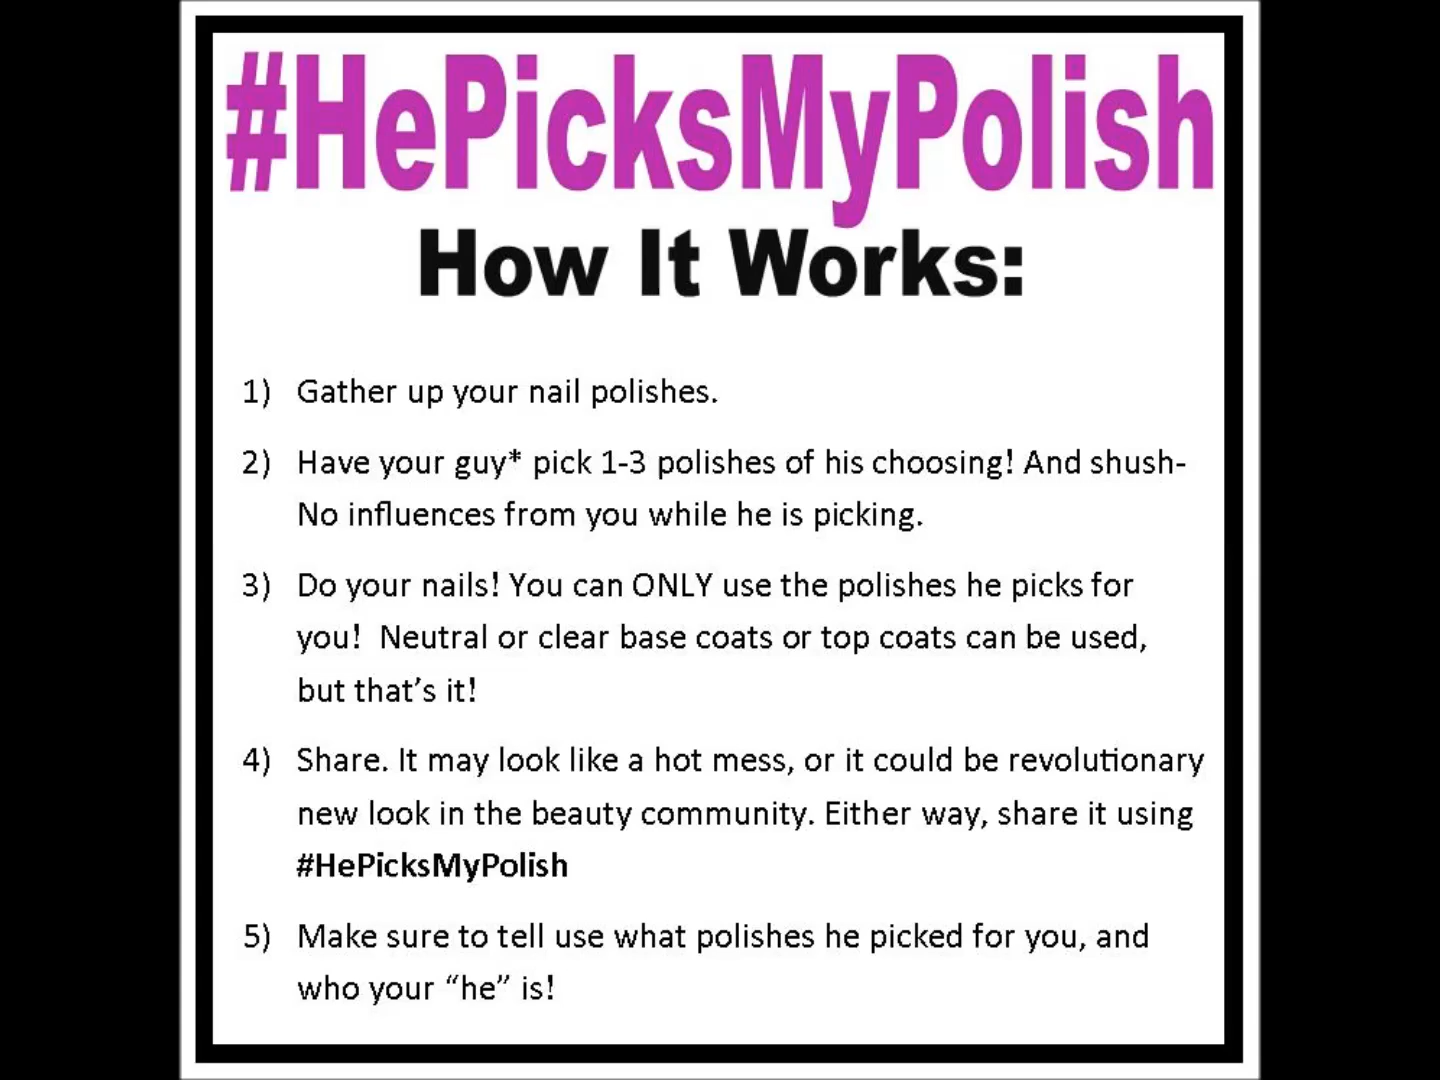 #HePicksMyPolish
How It Works:
1) Gather up your nail polishes.
2) Have your guy* pick 1-3 polishes of his choosing! And shush-
No influences from you while he is picking.
3) Do your nails! You can ONLY use the polishes he picks for
you!  Neutral or clear base coats or top coats can be used,
but that’s it!
4) Share. It may look like a hot mess, or it could be revolutionary
new look in the beauty community. Either way, share it using
#HePicksMyPolish
5) Make sure to tell use what polishes he picked for you, and
who your “he” is!